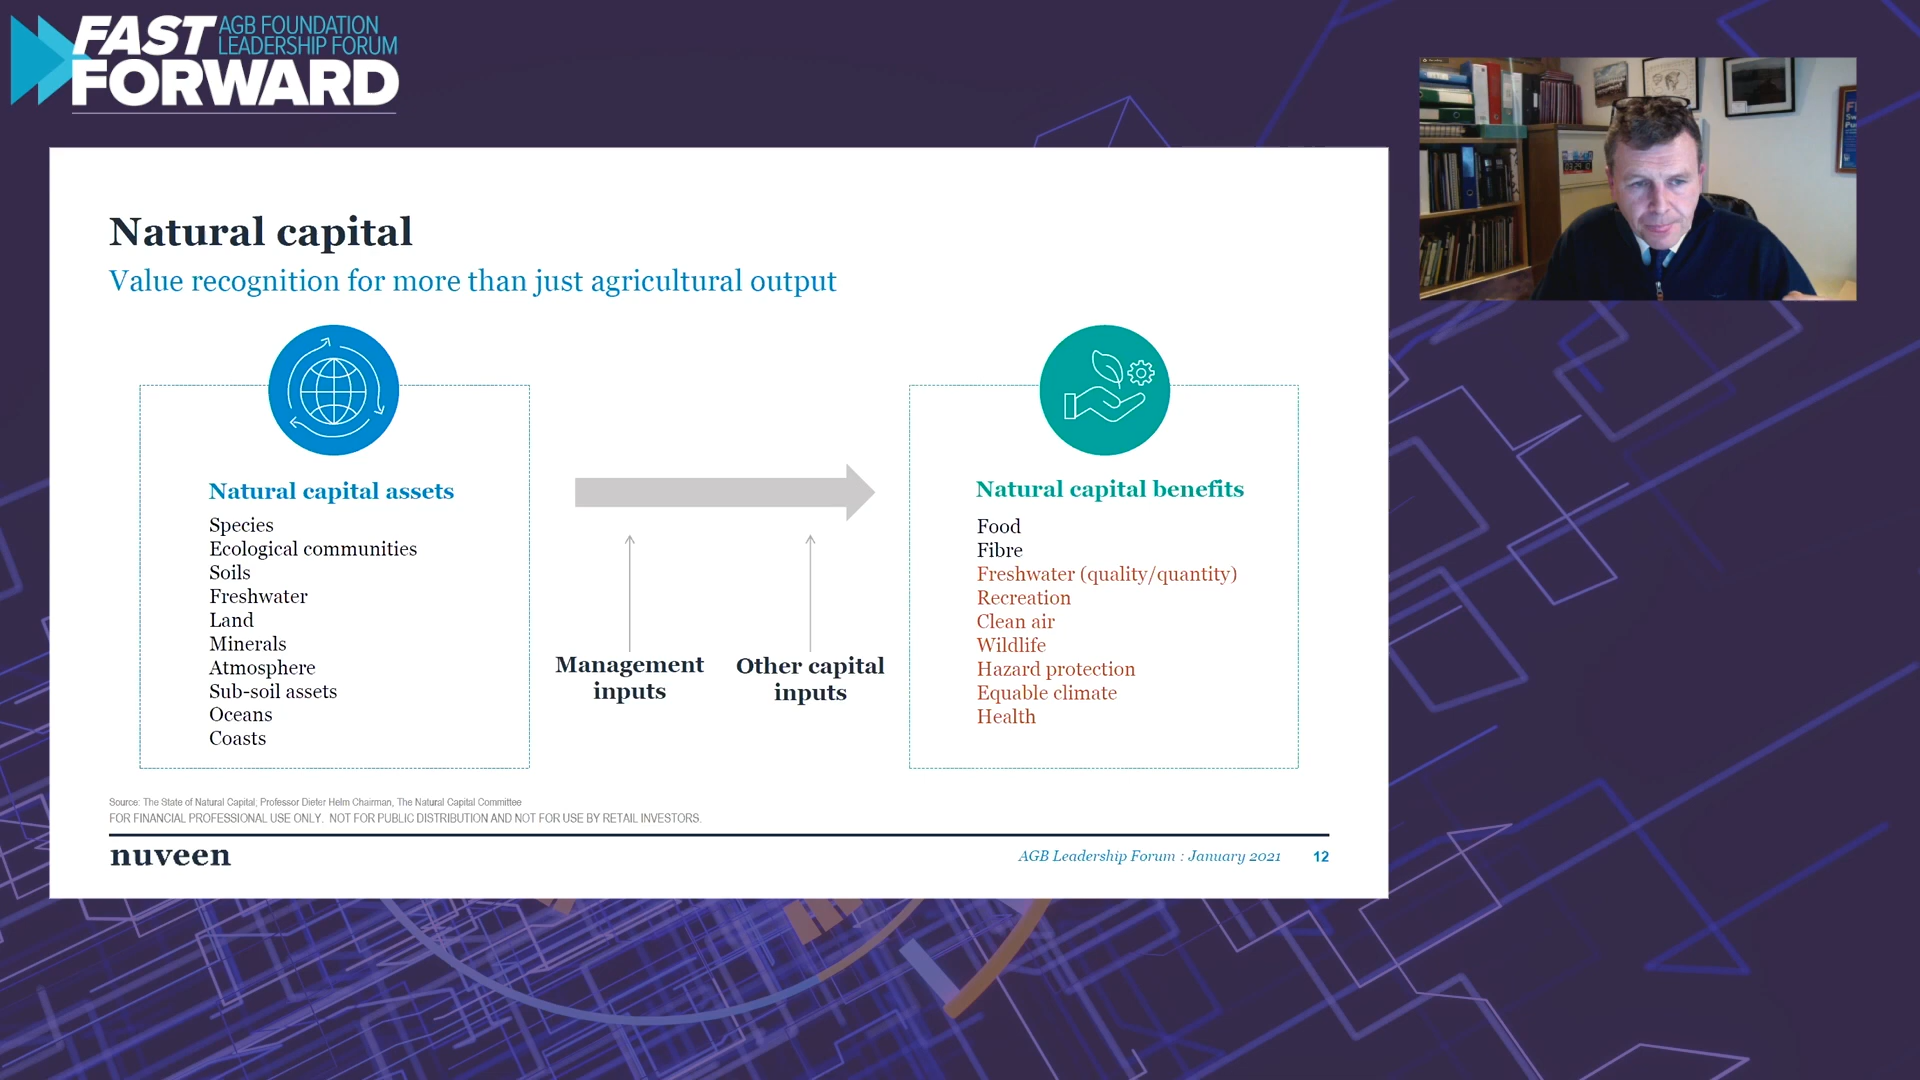 FAST
AGB FOUNDATION
LEADERSHIP FORUM
FORWARD
Natural capital
Value recognition for more than just agricultural output
Natural capital assets
Species
Ecological communities
Soils
Freshwater
Land
Minerals
Atmosphere
Sub-soil assets
Oceans
Coasts
Management
inputs
Other capital
inputs
Natural capital benefits
Food
Fibre
Freshwater (quality/quantity)
Recreation
Clean air
Wildlife
Hazard protection
Equable climate
Health
Source: The State of Natural Capital, Professor Dieter Helm Chairman, The Natural Capital Committee
FOR FINANCIAL PROFESSIONAL USE ONLY. NOT FOR PUBLIC DISTRIBUTION AND NOT FOR USE BY RETAIL INVESTORS.
nuveen
AGB Leadership Forum : January 2021
12